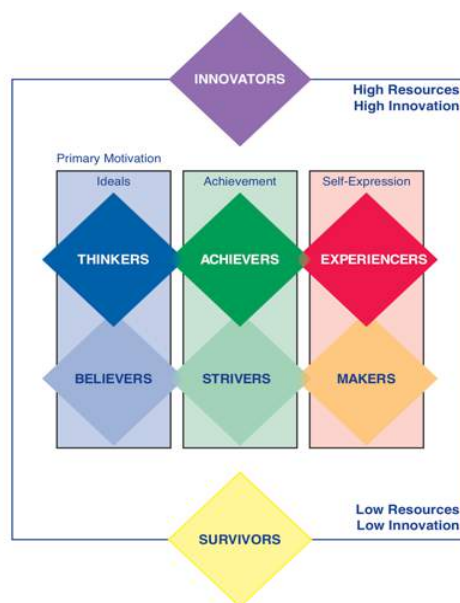 INNOVATORS
High Resources
High Innovation
Primary Motivation
Ideals
Achievement
Self-Expression
THINKERS
ACHIEVERS
EXPERIENCERS
BELIEVERS
STRIVERS
MAKERS
Low Resources
Low Innovation
SURVIVORS